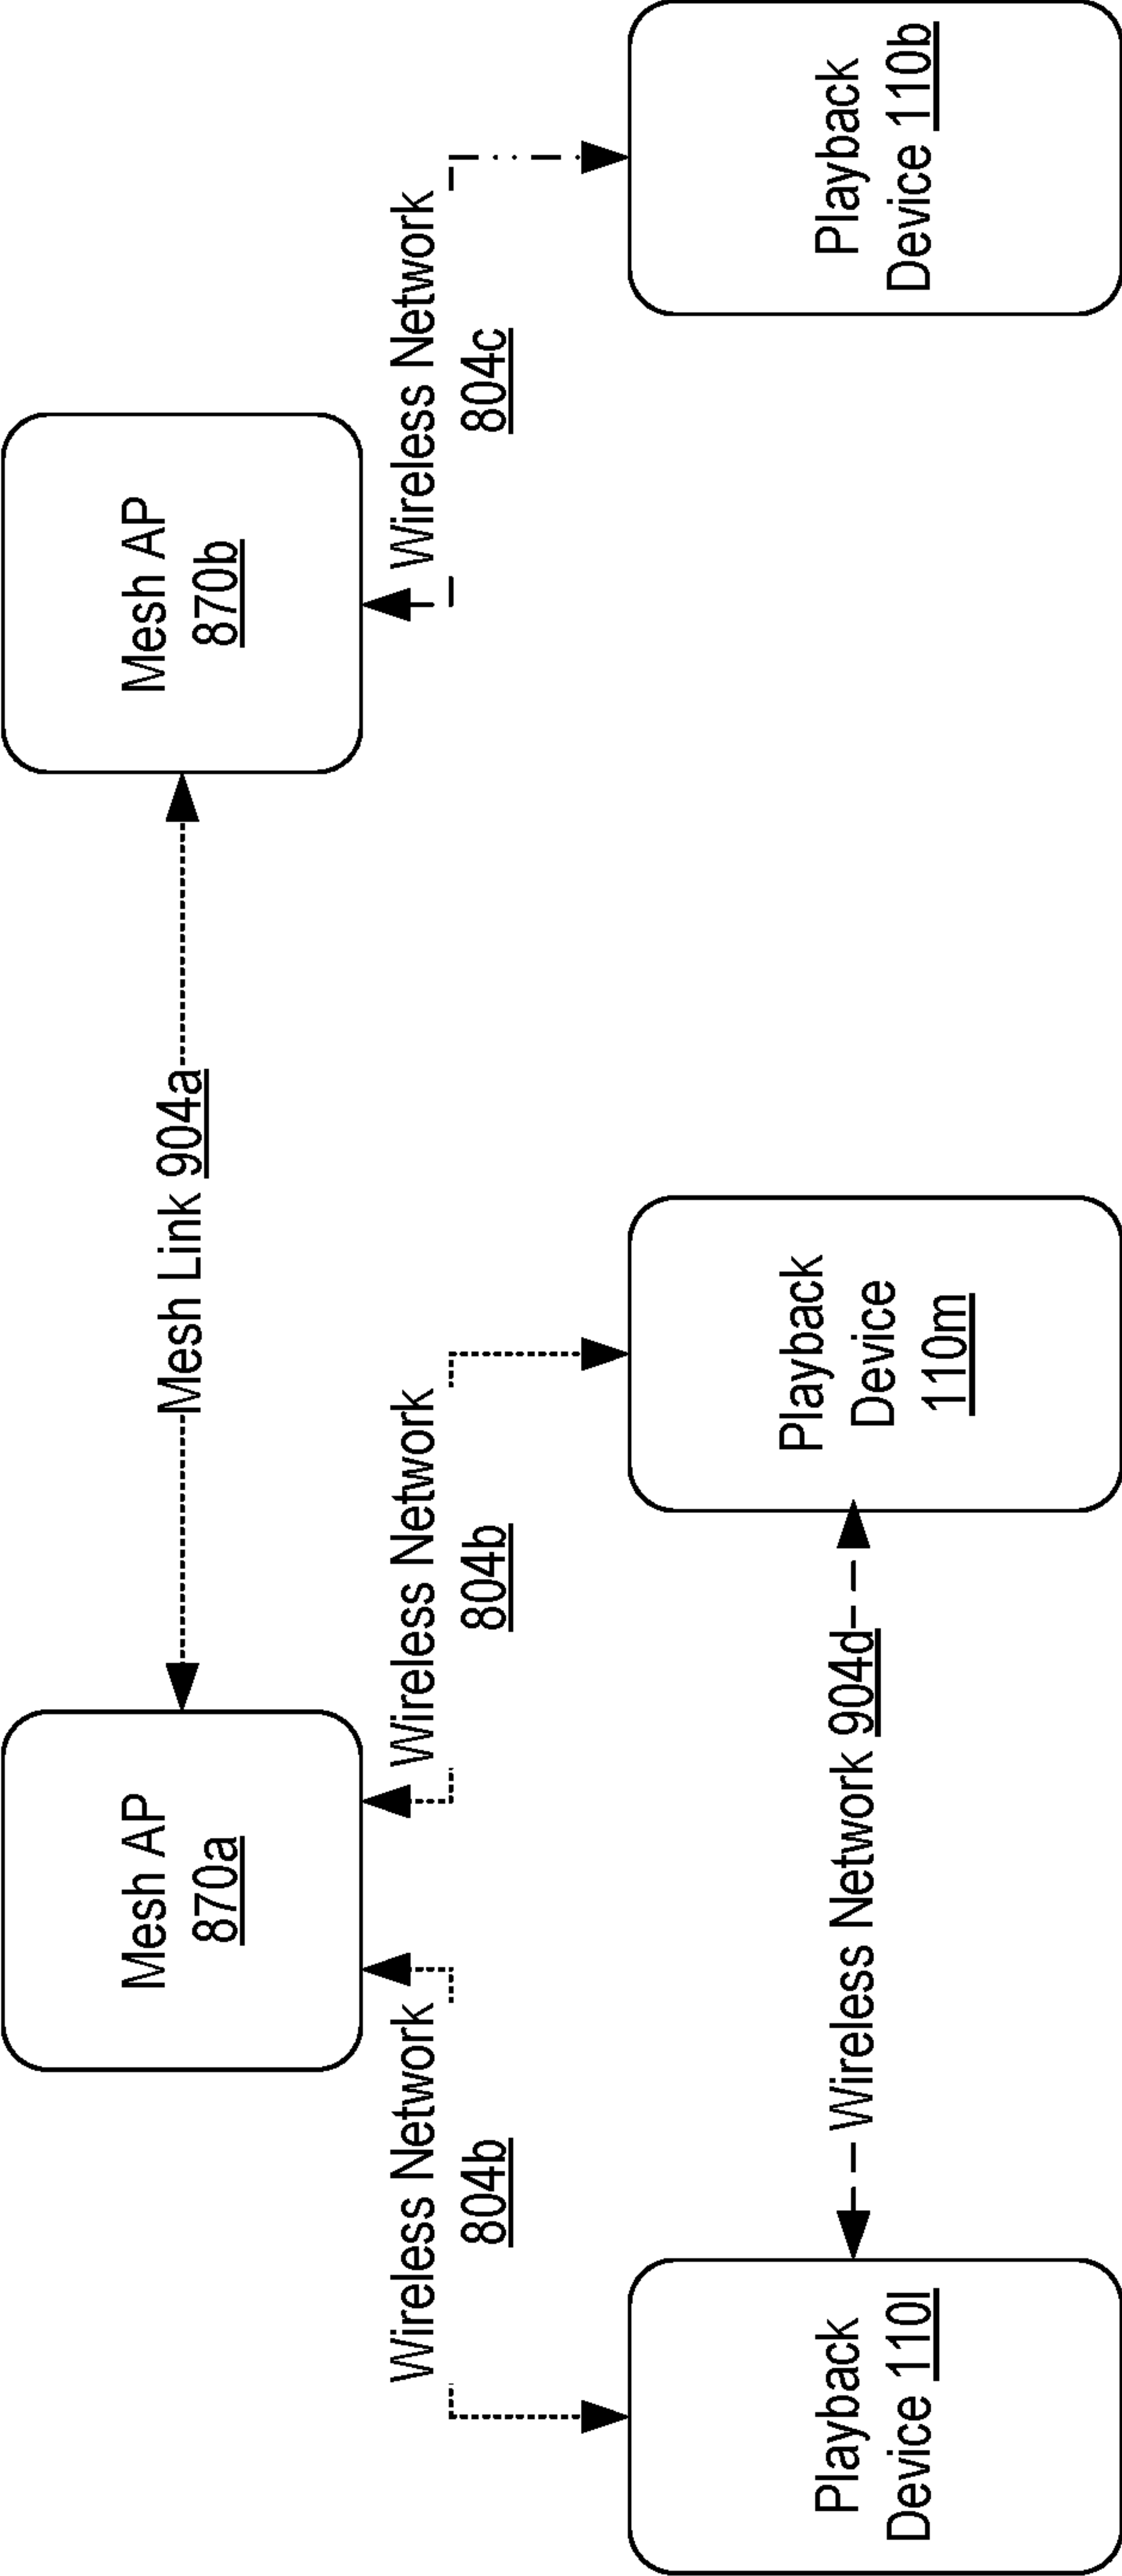 Mesh AP
870a
Mesh Link 904a
Mesh AP
870b
Wireless Network
804b
Wireless Network
804b
Wireless Network
804c
Playback
Device 110l
Wireless Network 904d
Playback
Device
110m
Playback
Device 110b